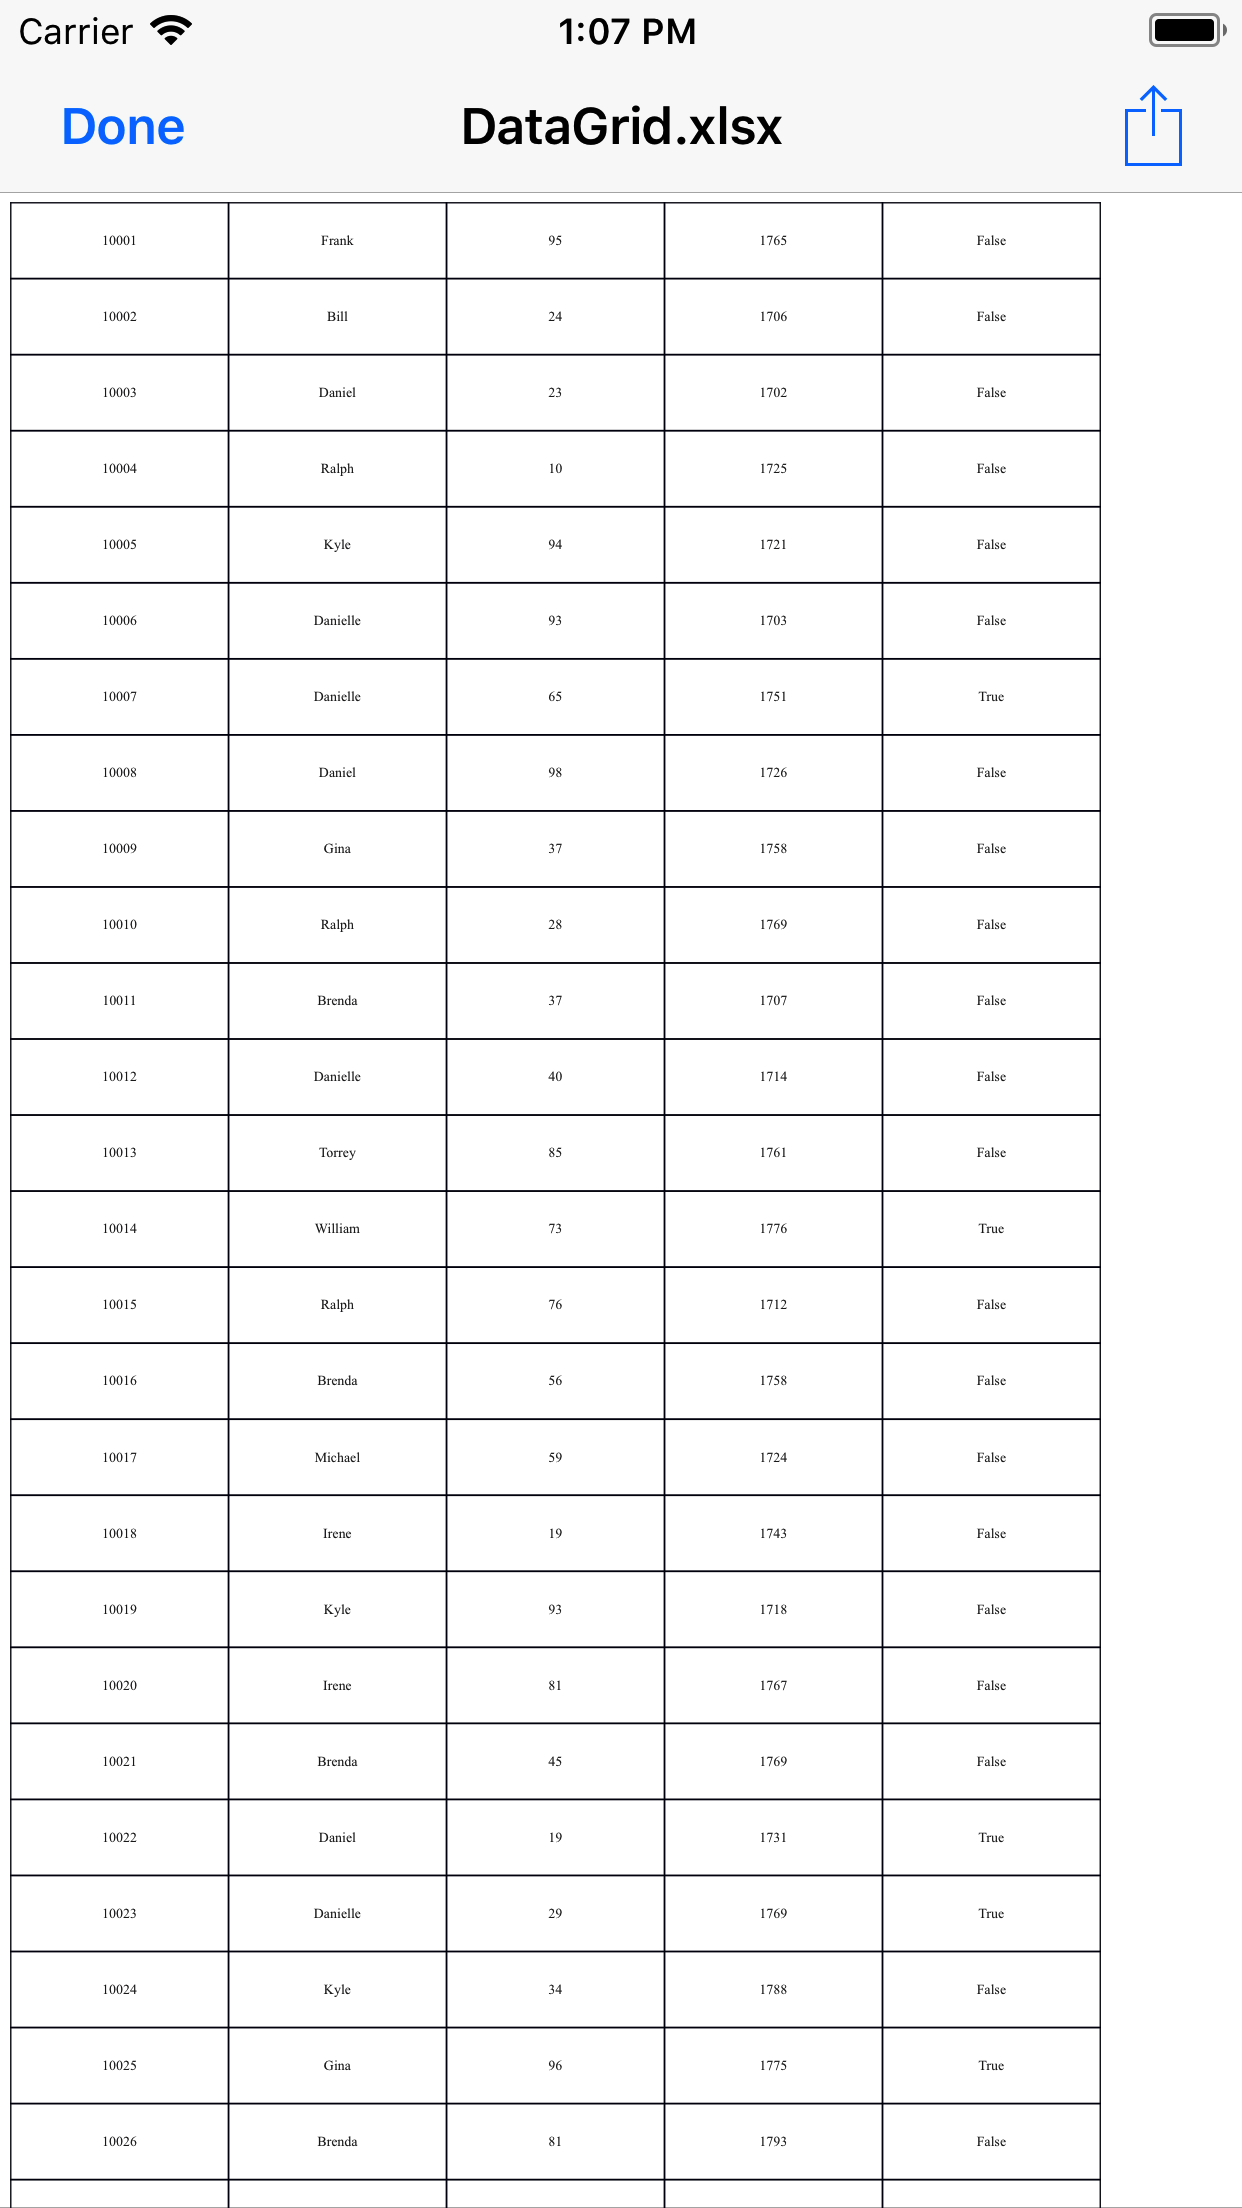 Carrier 1:07 PM
Done DataGrid.xlsx
10001 Frank 95 1765 False
10002 Bill 24 1706 False
10003 Daniel 23 1702 False
10004 Ralph 10 1725 False
10005 Kyle 94 1721 False
10006 Danielle 93 1703 False
10007 Danielle 65 1751 True
10008 Daniel 98 1726 False
10009 Gina 37 1758 False
10010 Ralph 28 1769 False
10011 Brenda 37 1707 False
10012 Danielle 40 1714 False
10013 Torrey 85 1761 False
10014 William 73 1776 True
10015 Ralph 76 1712 False
10016 Brenda 56 1758 False
10017 Michael 59 1724 False
10018 Irene 19 1743 False
10019 Kyle 93 1718 False
10020 Irene 81 1767 False
10021 Brenda 45 1769 False
10022 Daniel 19 1731 True
10023 Danielle 29 1769 True
10024 Kyle 34 1788 False
10025 Gina 96 1775 True
10026 Brenda 81 1793 False